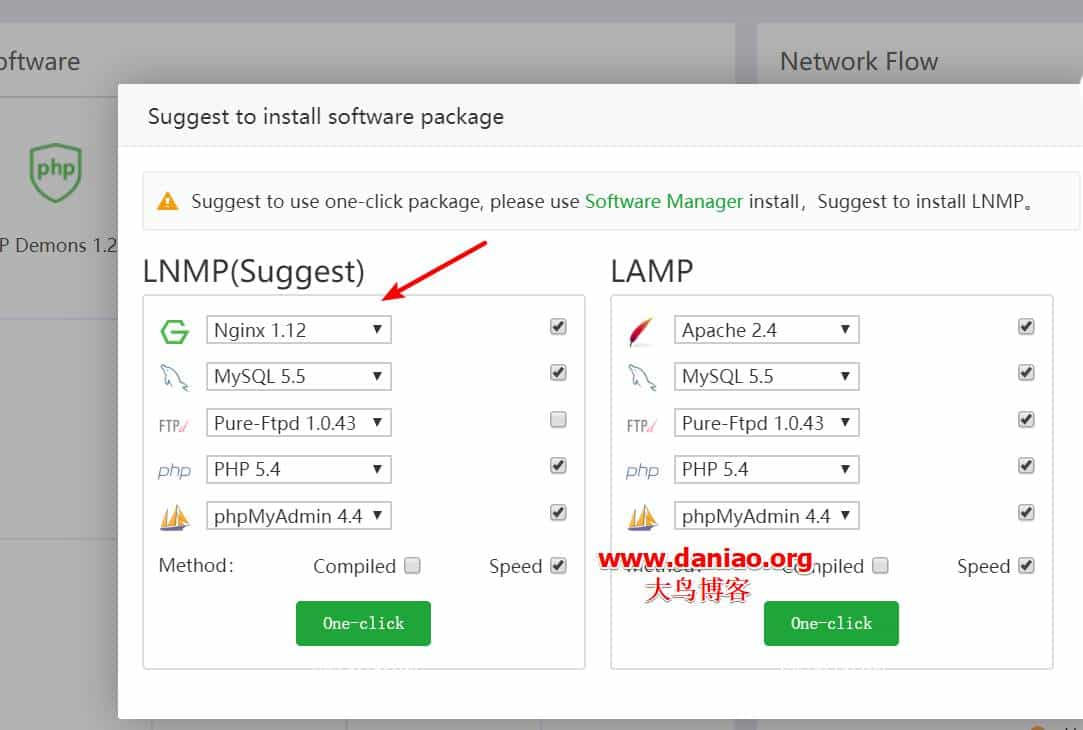 oftware
Network Flow
Suggest to install software package
php
Suggest to use one-click package, please use Software Manager install，Suggest to install LNMP。
P Demons 1.2
LNMP(Suggest)
Nginx 1.12
MySQL 5.5
FTP Pure-Ftpd 1.0.43
php PHP 5.4
phpMyAdmin 4.4
Method: Compiled Speed
One-click
LAMP
Apache 2.4
MySQL 5.5
FTP Pure-Ftpd 1.0.43
php PHP 5.4
phpMyAdmin 4.4
www.daniao.org
Method: Compiled Speed
大鸟博客
One-click